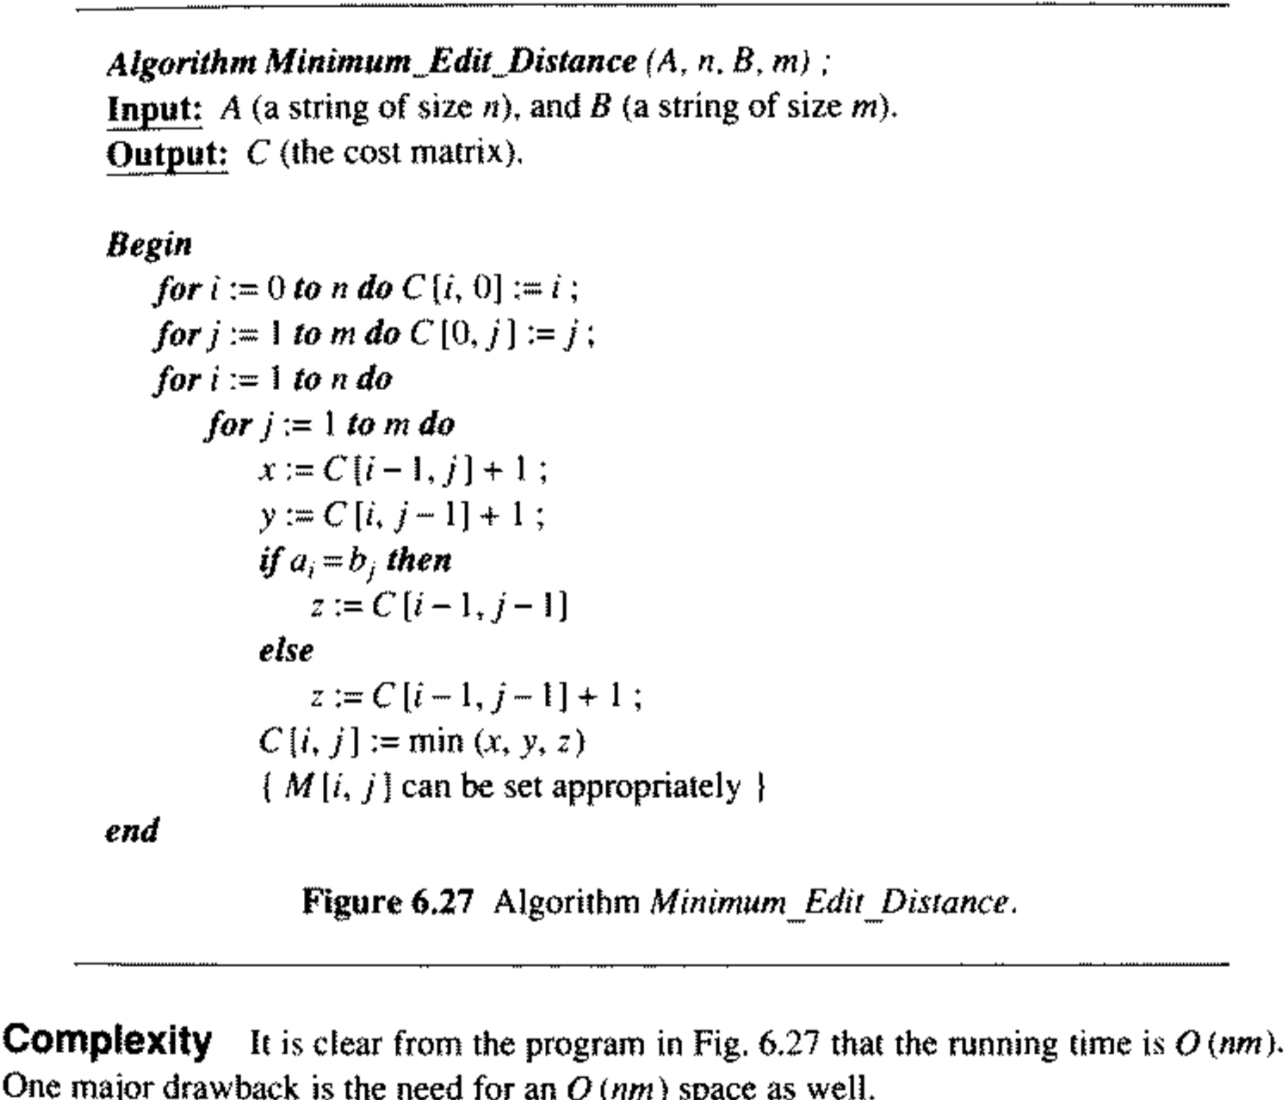 Algorithm Minimum_Edit_Distance (A, n, B, m) ;
Input: A (a string of size n), and B (a string of size m).
Output: C (the cost matrix).
Begin
for i := 0 to n do C [i, 0] := i ;
for j := 1 to m do C [0, j] := j ;
for i := 1 to n do
for j := 1 to m do
x := C [i – 1, j] + 1 ;
y := C [i, j – 1] + 1 ;
if aᵢ = bⱼ then
z := C [i – 1, j – 1]
else
z := C [i – 1, j – 1] + 1 ;
C [i, j] := min (x, y, z)
{ M [i, j] can be set appropriately }
end
Figure 6.27 Algorithm Minimum_Edit_Distance.
Complexity It is clear from the program in Fig. 6.27 that the running time is O (nm).
One major drawback is the need for an O (nm) space as well.